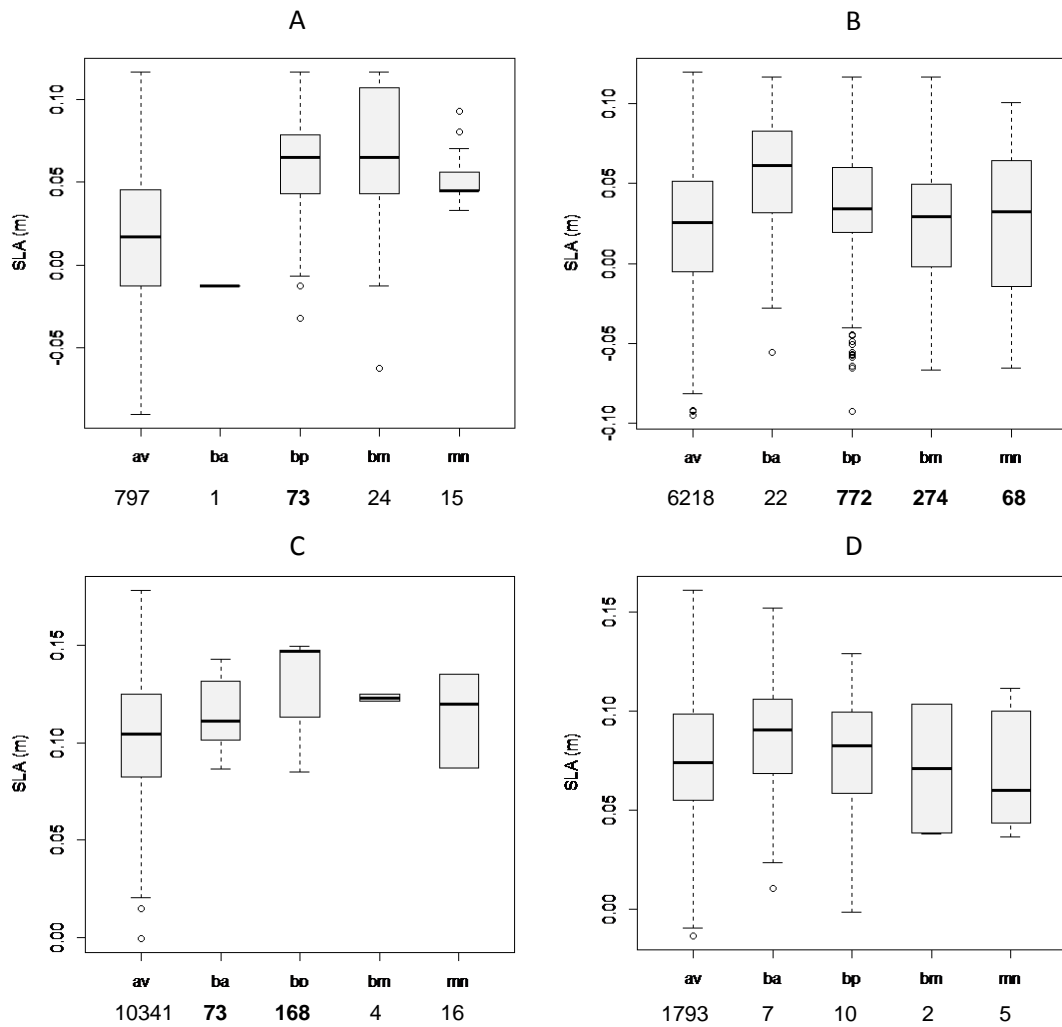 A
SLA (m)
0.10
0.05
0.00
-0.05
av ba bp bm mn
797 1 73 24 15
B
SLA (m)
0.10
0.05
0.00
-0.05
-0.10
av ba bp bm mn
6218 22 772 274 68
C
SLA (m)
0.15
0.10
0.05
0.00
av ba bp bm mn
10341 73 168 4 16
D
SLA (m)
0.15
0.10
0.05
0.00
av ba bp bm mn
1793 7 10 2 5